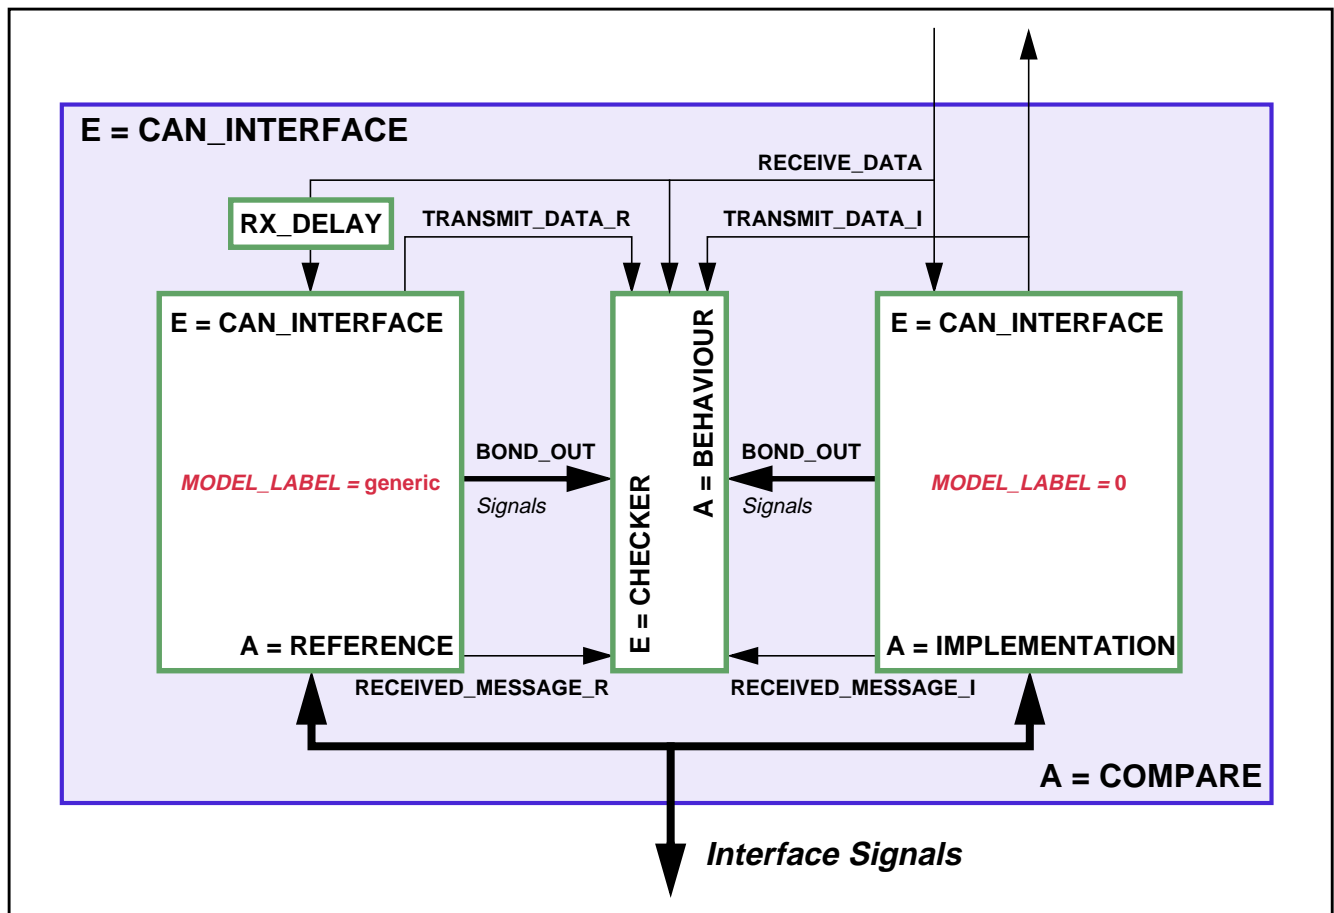 E = CAN_INTERFACE
RECEIVE_DATA
RX_DELAY
TRANSMIT_DATA_R
TRANSMIT_DATA_I
E = CAN_INTERFACE
MODEL_LABEL = generic
A = REFERENCE
BOND_OUT
Signals
E = CHECKER
A = BEHAVIOUR
BOND_OUT
Signals
E = CAN_INTERFACE
MODEL_LABEL = 0
A = IMPLEMENTATION
RECEIVED_MESSAGE_R
RECEIVED_MESSAGE_I
A = COMPARE
Interface Signals